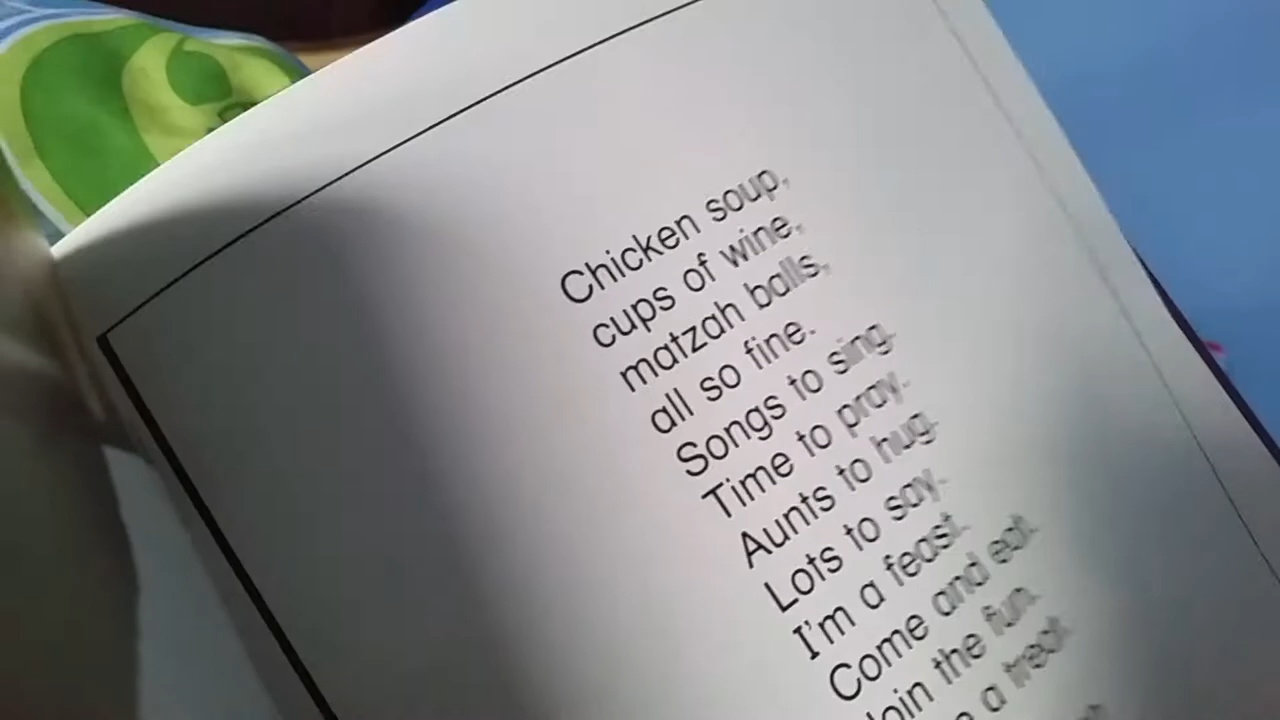 Chicken soup,
cups of wine,
matzah balls,
all so fine.
Songs to sing.
Time to pray.
Aunts to hug.
Lots to say.
I'm a feast.
Come and eat.
Join the fun.
a treat.